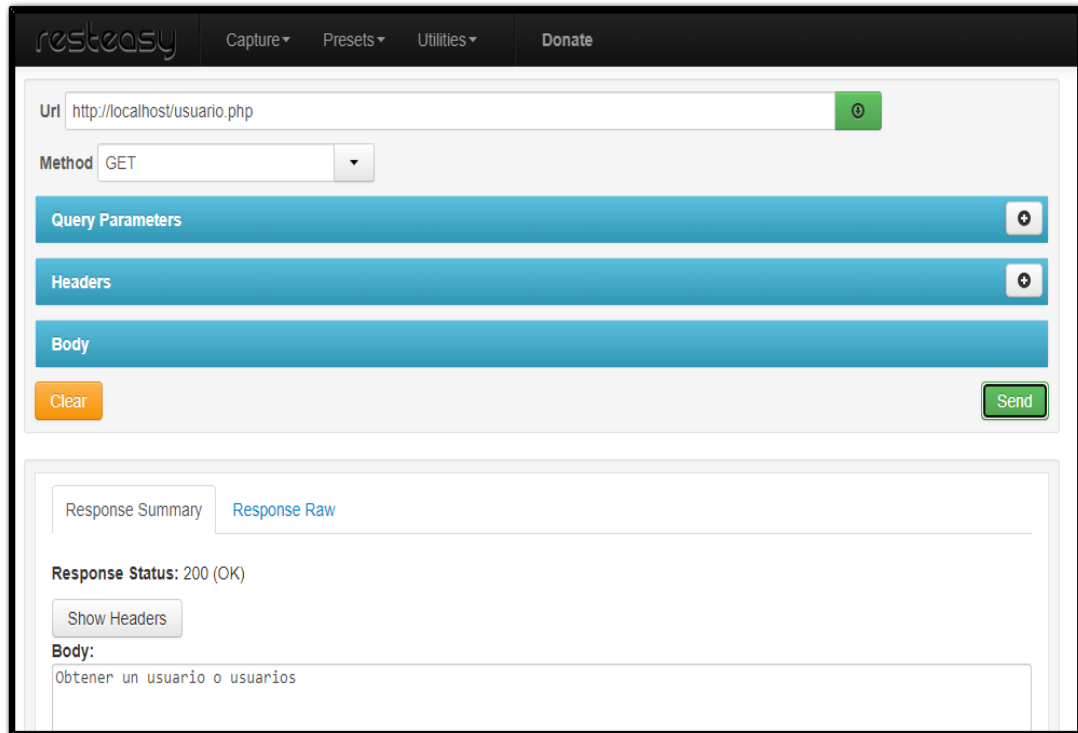 resteasy Capture Presets Utilities Donate
Url http://localhost/usuario.php
Method GET
Query Parameters
Headers
Body
Clear Send
Response Summary Response Raw
Response Status: 200 (OK)
Show Headers
Body:
Obtener un usuario o usuarios